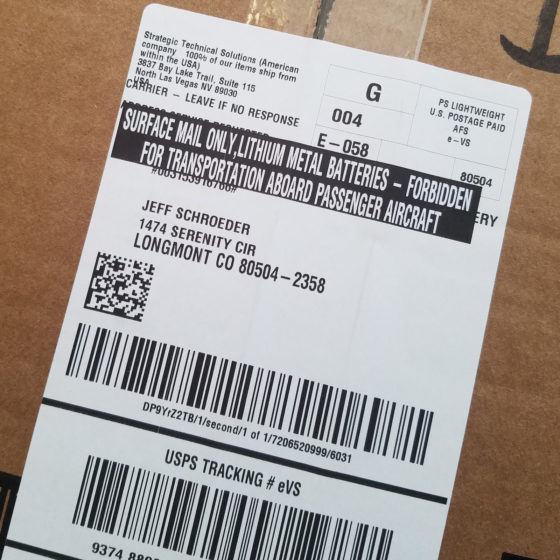 Strategic Technical Solutions (American
company 100% of our items ship from
within the USA)
3837 Bay Lake Trail, Suite 115
North Las Vegas NV 89030
USA
CARRIER – LEAVE IF NO RESPONSE
G
004
E-058
PS LIGHTWEIGHT
U.S. POSTAGE PAID
AFS
e-VS
80504
SURFACE MAIL ONLY,LITHIUM METAL BATTERIES – FORBIDDEN
FOR TRANSPORTATION ABOARD PASSENGER AIRCRAFT
JEFF SCHROEDER
1474 SERENITY CIR
LONGMONT CO 80504-2358
DP9YrZ2TB/1/second/1 of 1/7206520999/6031
USPS TRACKING # eVS
9374